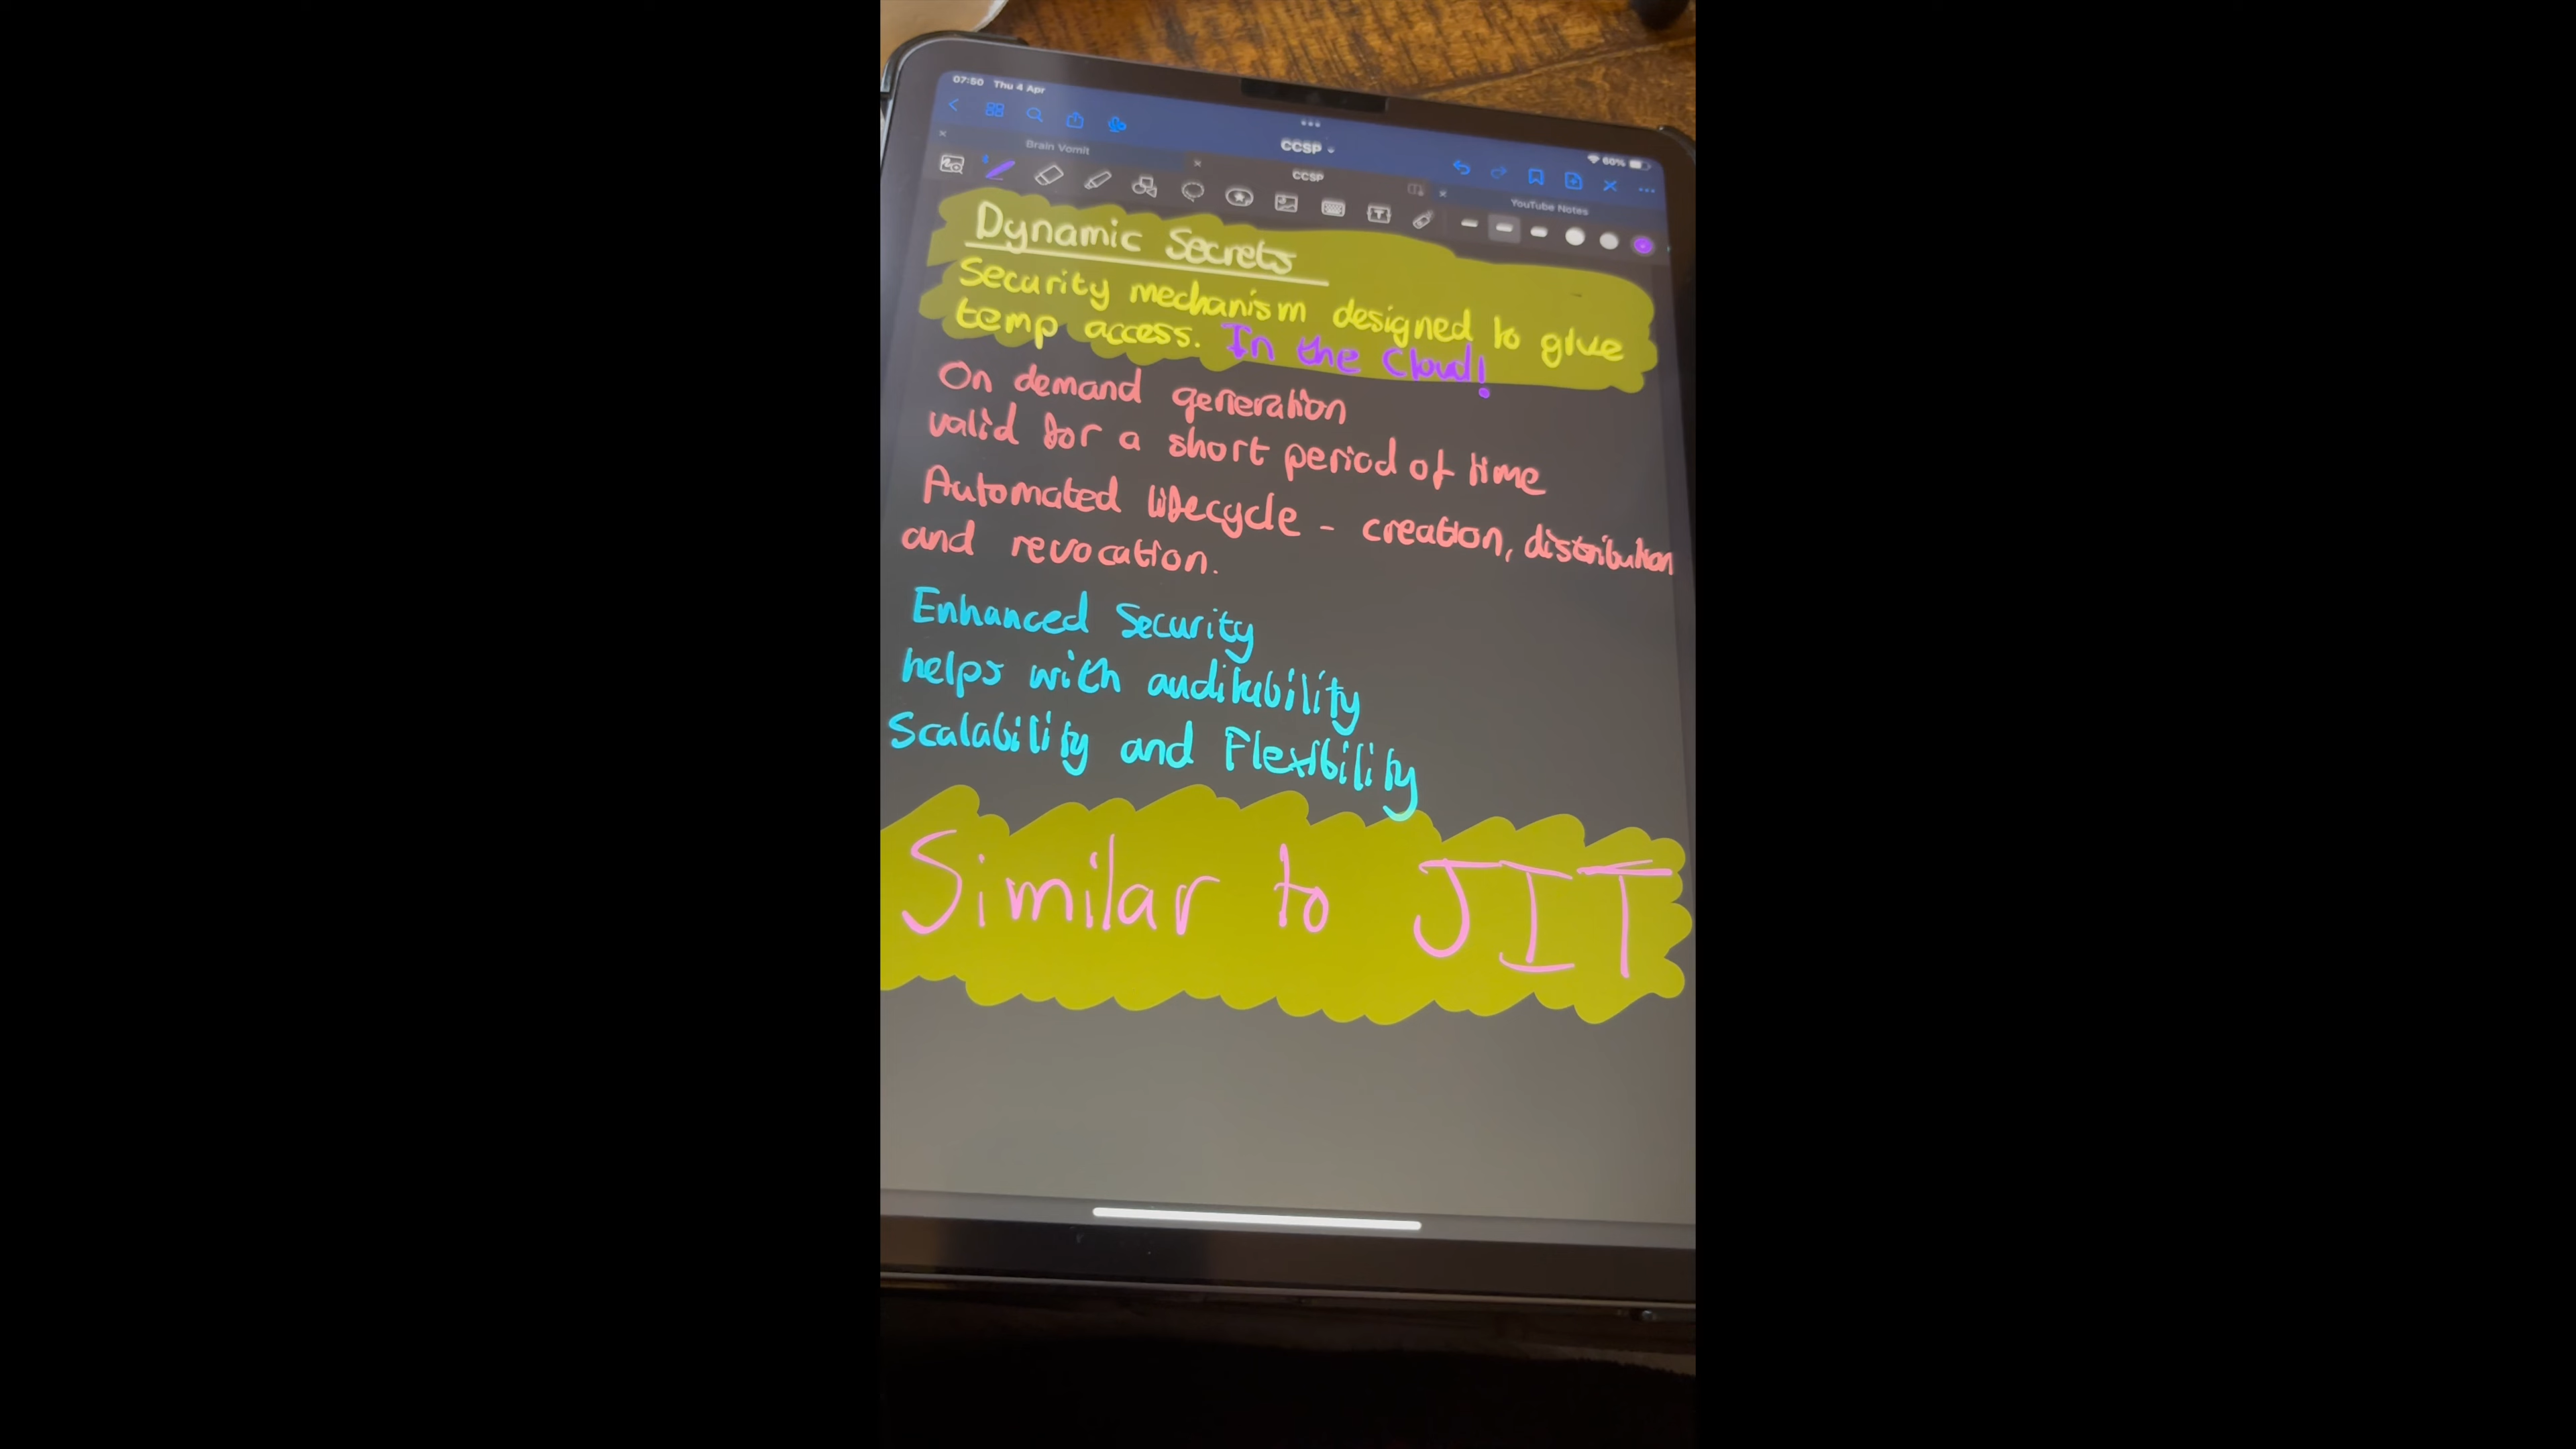 07:50 Thu 4 Apr
60%
CCSP
Brain Vomit
CCSP
YouTube Notes
Dynamic Secrets
Security mechanism designed to give
temp access. In the Cloud!
On demand generation
valid for a short period of time
Automated lifecycle - creation, distribution
and revocation.
Enhanced Security
helps with auditability
Scalability and Flexibility
Similar to JIT